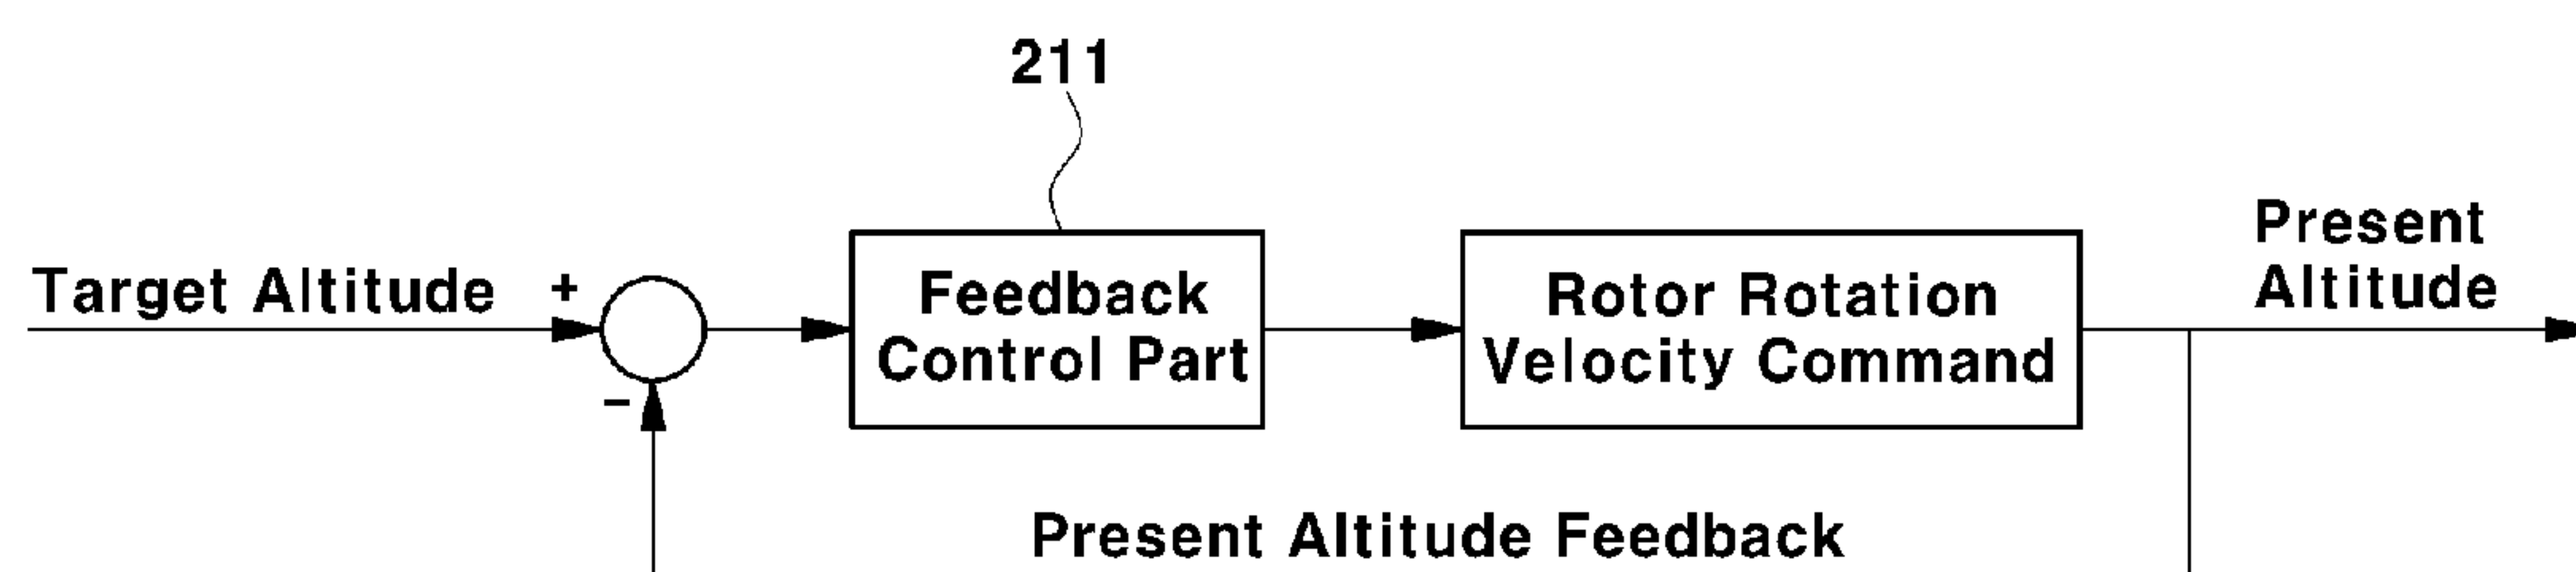 211
Target Altitude
+
−
Feedback
Control Part
Rotor Rotation
Velocity Command
Present
Altitude
Present Altitude Feedback